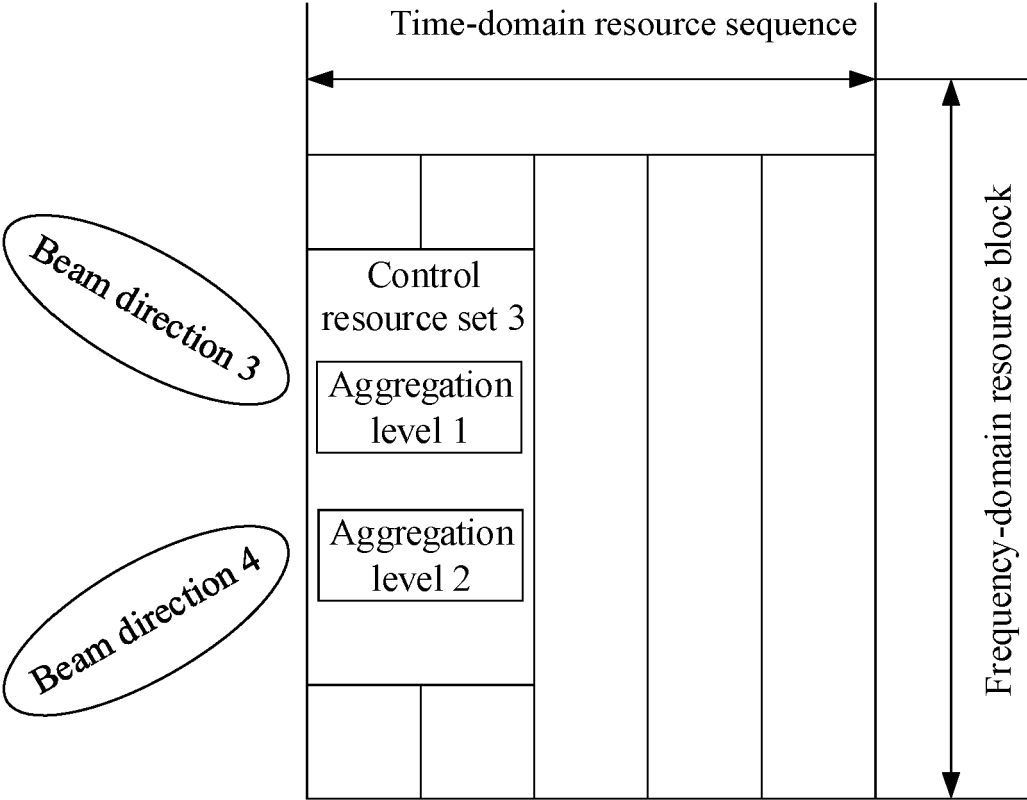 Time-domain resource sequence
Beam direction 3
Control
resource set 3
Aggregation
level 1
Aggregation
level 2
Beam direction 4
Frequency-domain resource block